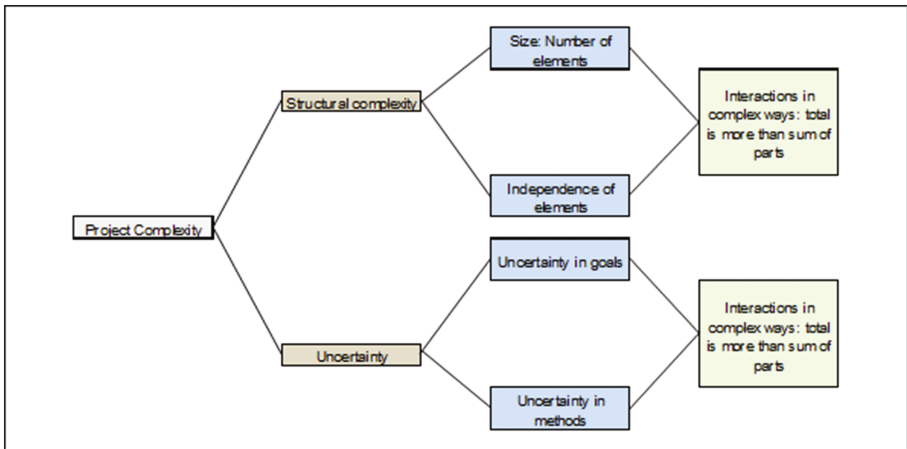 Size: Number of
elements
Structural complexity
Interactions in
complex ways: total
is more than sum of
parts
Independence of
elements
Project Complexity
Uncertainty in goals
Uncertainty
Interactions in
complex ways: total
is more than sum of
parts
Uncertainty in
methods